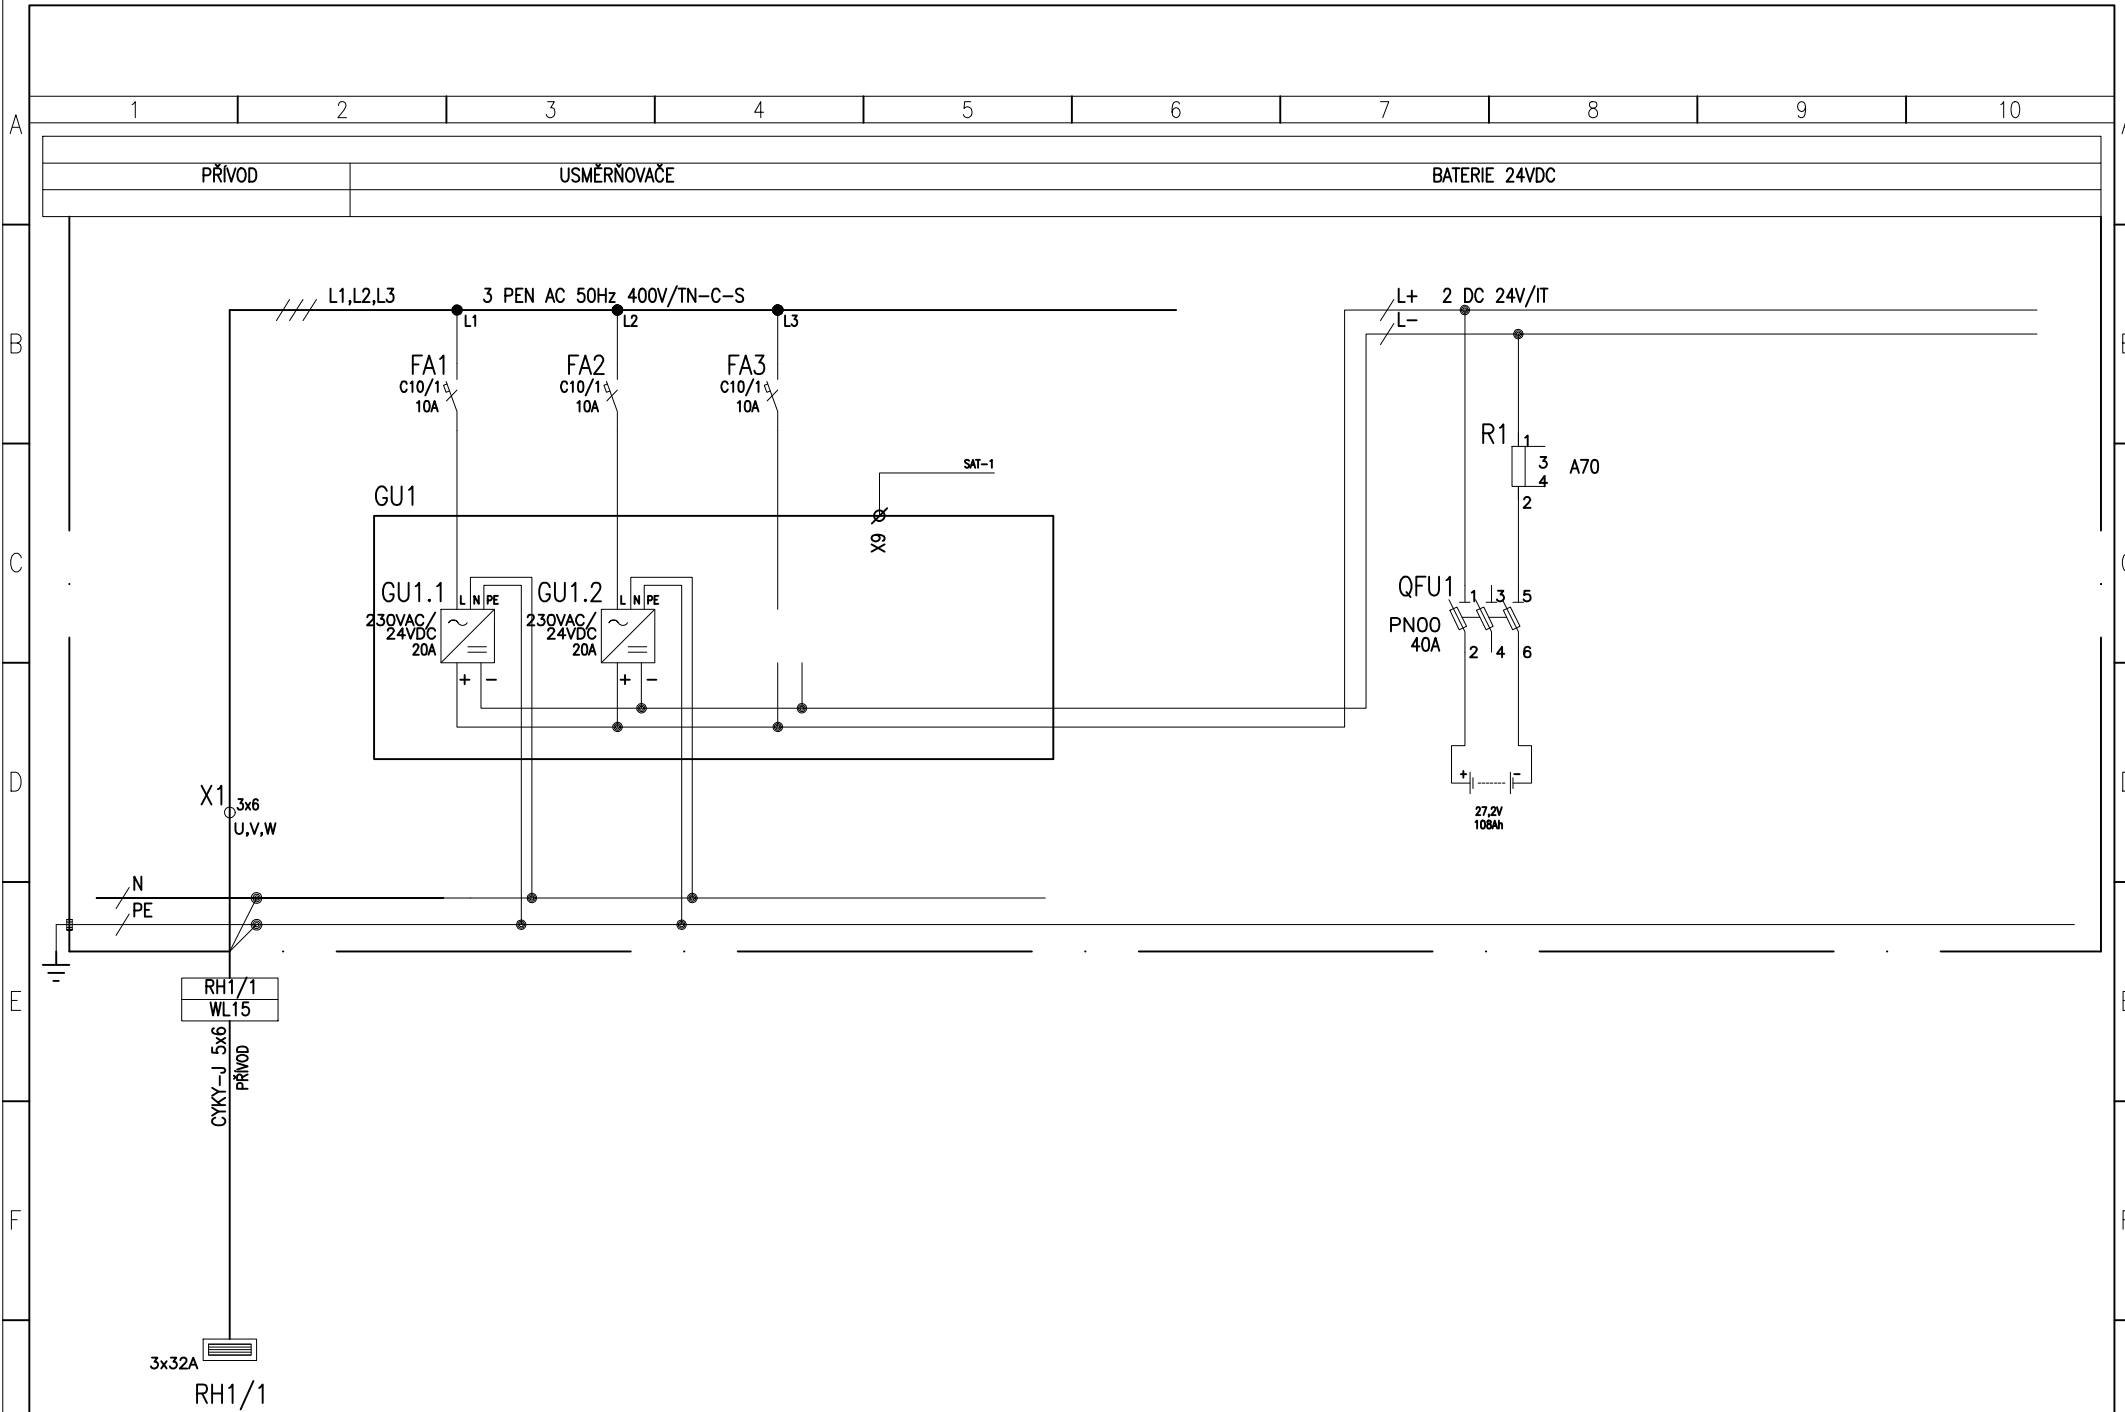 1 2 3 4 5 6 7 8 9 10
A
PŘÍVOD USMĚRŇOVAČE BATERIE 24VDC
L1,L2,L3 3 PEN AC 50Hz 400V/TN-C-S L+ 2 DC 24V/IT
L1 L2 L3 L-
B
FA1 FA2 FA3
C10/1 C10/1 C10/1
10A 10A 10A
R1 1
3 A70
4
2
SAT-1
GU1
X9
C
GU1.1 L N PE GU1.2 L N PE
230VAC/ 230VAC/
24VDC 24VDC
20A 20A
QFU1 1 3 5
PN00
40A 2 4 6
+ - + -
D
+ -
27,2V
108Ah
X1 3x6
U,V,W
N
PE
RH1/1
E
WL15
CYKY-J 5x6
PŘÍVOD
F
3x32A
RH1/1